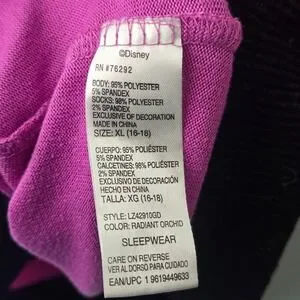 ©Disney
RN #76292
BODY: 95% POLYESTER
5% SPANDEX
SOCKS: 98% POLYESTER
2% SPANDEX
EXCLUSIVE OF DECORATION
MADE IN CHINA
SIZE: XL (16-18)
CUERPO: 95% POLIÉSTER
5% SPANDEX
CALCETINES: 98% POLIÉSTER
2% SPANDEX
EXCLUSIVO DE DECORACIÓN
HECHO EN CHINA
TALLA: XG (16-18)
STYLE: LZ42910GD
COLOR: RADIANT ORCHID
SLEEPWEAR
CARE ON REVERSE
VER AL DORSO PARA EL CUIDADO
EAN/UPC 1 9619449633